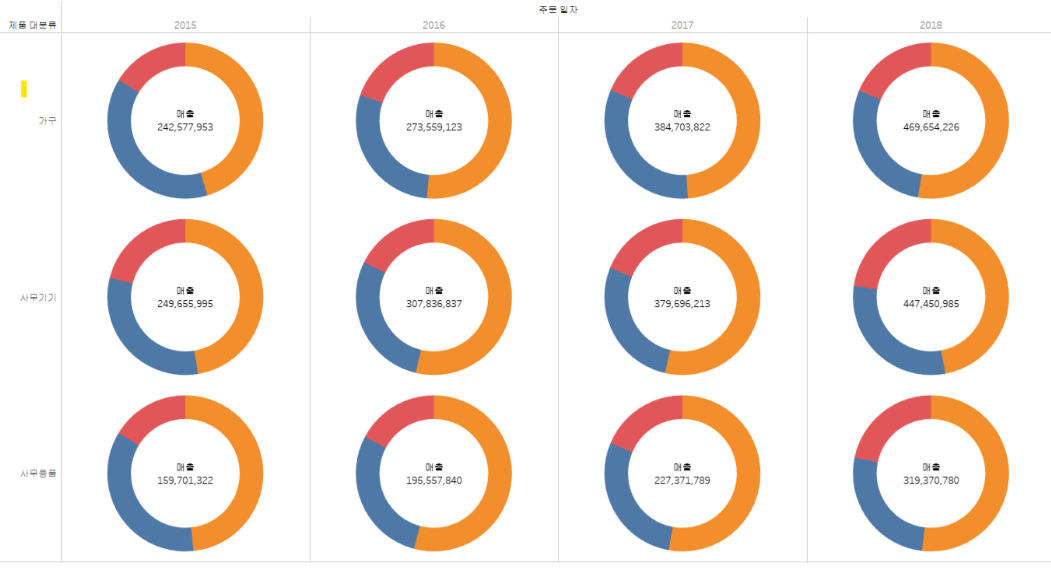 주문 일자
제품 대분류 2015 2016 2017 2018
가구
매출 매출 매출 매출
242,577,953 273,559,123 384,703,822 469,654,226
사무기기
매출 매출 매출 매출
249,655,995 307,836,837 379,696,213 447,450,985
사무용품
매출 매출 매출 매출
159,701,322 195,557,840 227,371,789 319,370,780